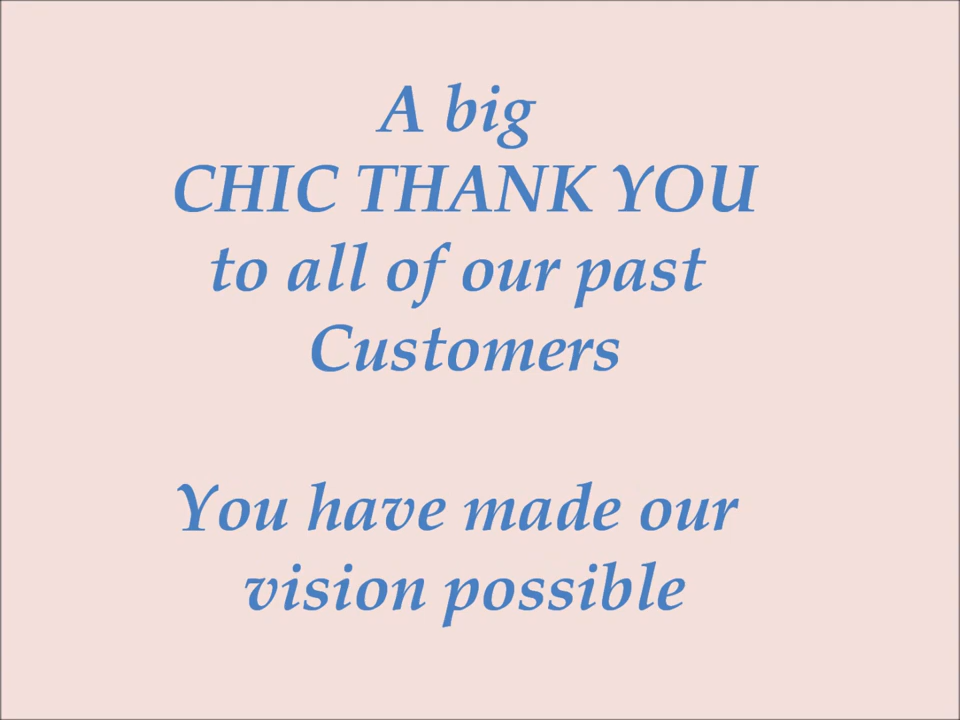 A big
CHIC THANK YOU
to all of our past
Customers
You have made our
vision possible